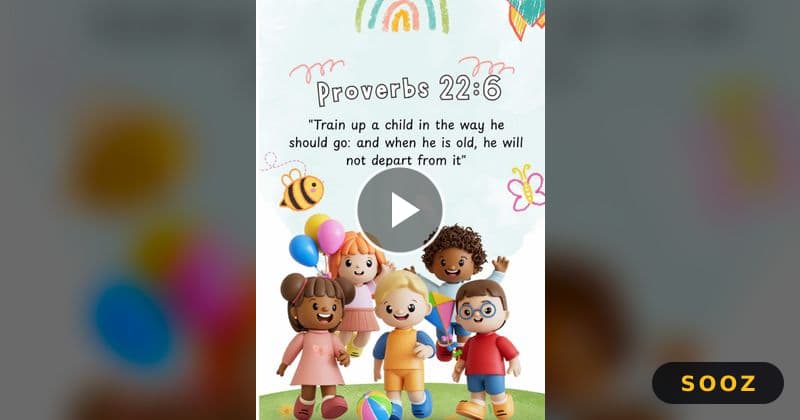 Proverbs 22:6
"Train up a child in the way he
should go: and when he is old, he will
not depart from it"
SOOZ